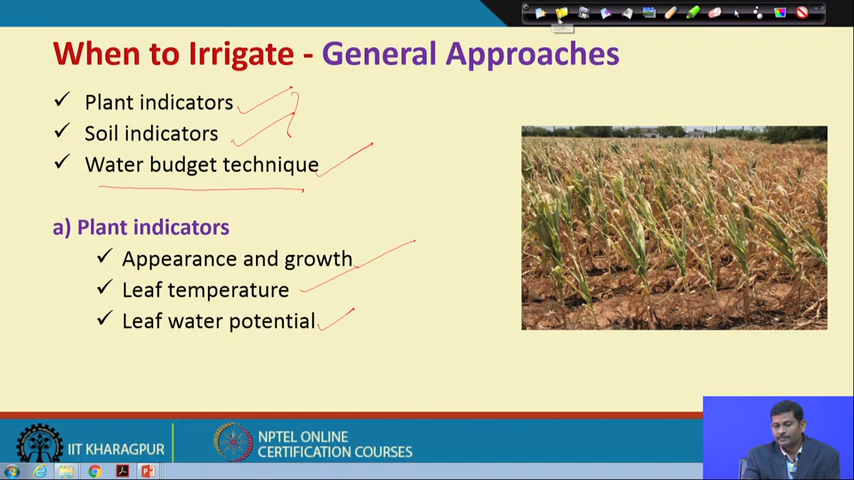 When to Irrigate - General Approaches
✓ Plant indicators
✓ Soil indicators
✓ Water budget technique
a) Plant indicators
✓ Appearance and growth
✓ Leaf temperature
✓ Leaf water potential
IIT KHARAGPUR
NPTEL ONLINE
CERTIFICATION COURSES